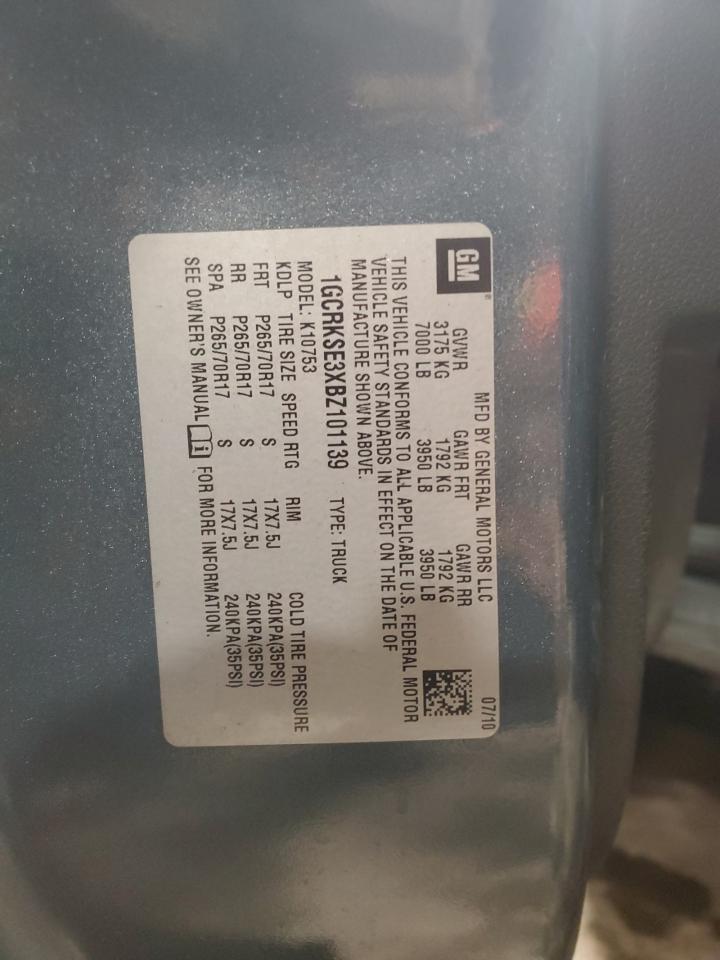 GM®
MFD BY GENERAL MOTORS LLC 07/10
GVWR GAWR FRT GAWR RR
3175 KG 1792 KG 1792 KG
7000 LB 3950 LB 3950 LB
THIS VEHICLE CONFORMS TO ALL APPLICABLE U.S. FEDERAL MOTOR
VEHICLE SAFETY STANDARDS IN EFFECT ON THE DATE OF
MANUFACTURE SHOWN ABOVE.
1GCRKSE3XBZ101139 TYPE: TRUCK
MODEL: K10753
KDLP TIRE SIZE SPEED RTG RIM COLD TIRE PRESSURE
FRT P265/70R17 S 17X7.5J 240KPA(35PSI)
RR P265/70R17 S 17X7.5J 240KPA(35PSI)
SPA P265/70R17 S 17X7.5J 240KPA(35PSI)
SEE OWNER'S MANUAL i FOR MORE INFORMATION.